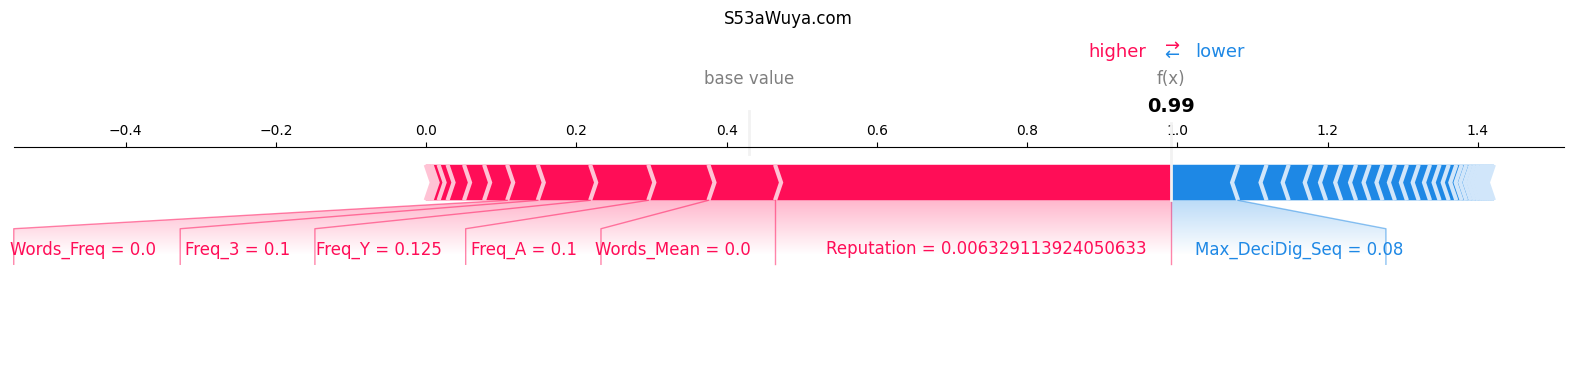 S53aWuya.com
higher ⇄ lower
base value f(x)
0.99
−0.4 −0.2 0.0 0.2 0.4 0.6 0.8 1.0 1.2 1.4
Words_Freq = 0.0 Freq_3 = 0.1 Freq_Y = 0.125 Freq_A = 0.1 Words_Mean = 0.0 Reputation = 0.006329113924050633 Max_DeciDig_Seq = 0.08